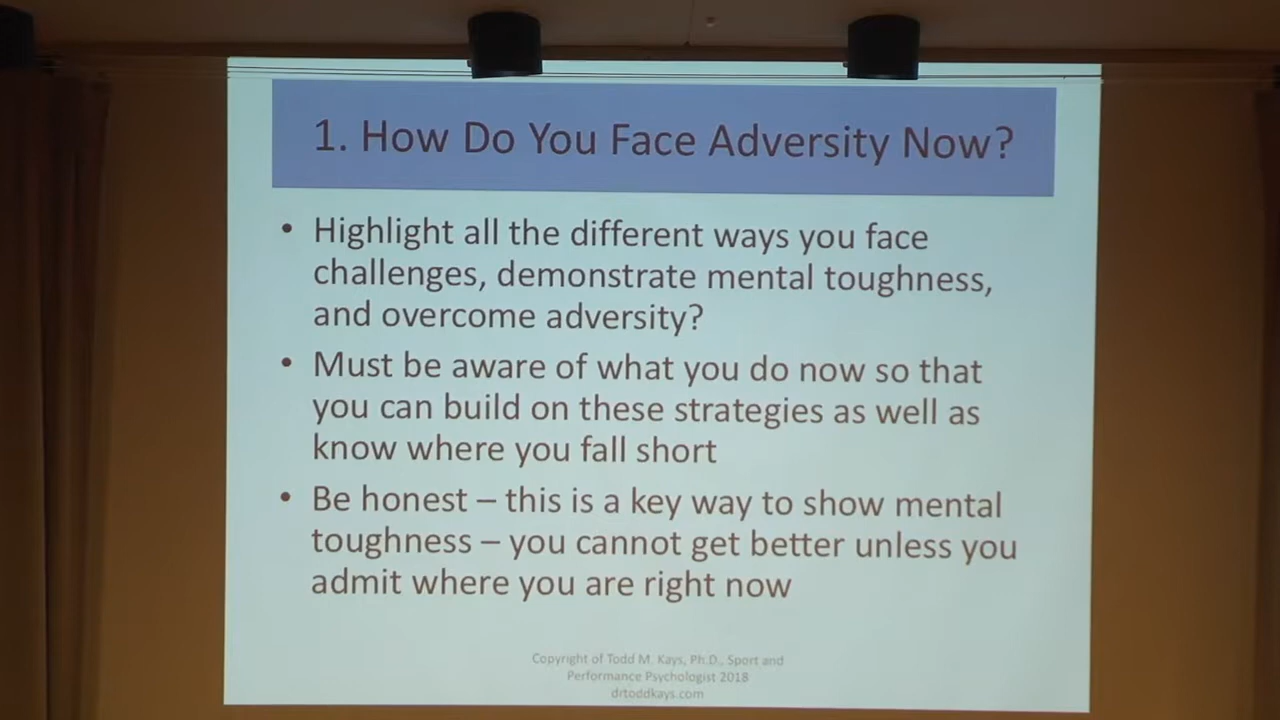 1. How Do You Face Adversity Now?
• Highlight all the different ways you face
challenges, demonstrate mental toughness,
and overcome adversity?
• Must be aware of what you do now so that
you can build on these strategies as well as
know where you fall short
• Be honest – this is a key way to show mental
toughness – you cannot get better unless you
admit where you are right now
Copyright of Todd M. Kays, Ph.D., Sport and
Performance Psychologist 2018
drtoddkays.com